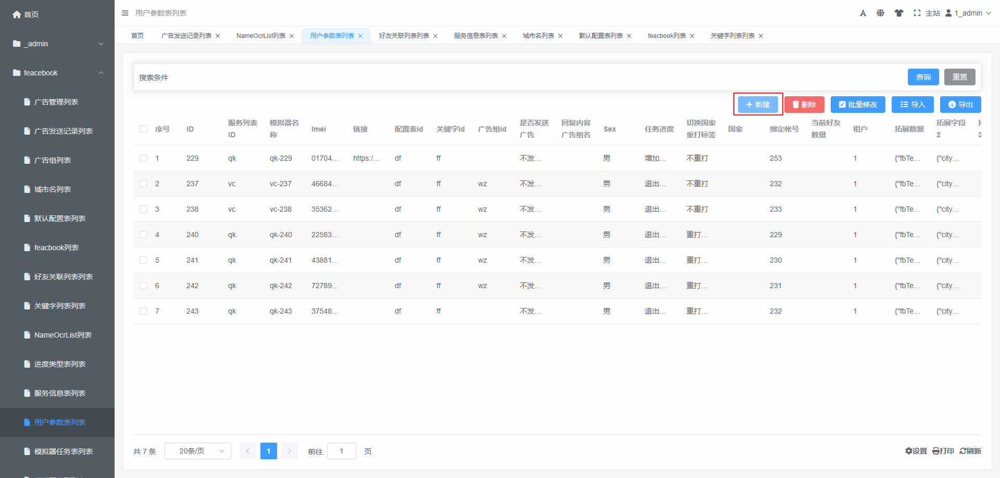 首页
_admin
feacebook
广告管理列表
广告发送记录列表
广告组列表
城市名列表
默认配置表列表
feacbook列表
好友关联列表列表
关键字列表列表
NameOcrList列表
进度类型表列表
服务信息表列表
用户参数表列表
模拟器任务表列表
用户参数表列表
主站 1_admin
首页 广告发送记录列表 NameOcrList列表 用户参数表列表 好友关联列表列表 服务信息表列表 城市名列表 默认配置表列表 feacbook列表 关键字列表列表
搜索条件 查询 重置
新建 删除 批量修改 导入 导出
序号 ID 服务列表ID 模拟器名称 Imei 链接 配置表id 关键字id 广告组id 是否发送广告 回复内容广告组名 Sex 任务进度 切换国家重打标签 国家 绑定帐号 当前好友数量 租户 拓展数据 拓展字段2
1 229 qk qk-229 01704... https:/... df ff 不发... 男 增加... 不重打 253 1 {"fbTe... {"city...
2 237 vc vc-237 46684... df ff wz 不发... 男 退出... 不重打 232 1 {"fbTe... {"city...
3 238 vc vc-238 35362... df ff wz 不发... 男 退出... 不重打 233 1 {"fbTe... {"city...
4 240 qk qk-240 22583... df ff wz 不发... 男 退出... 重打... 229 1 {"fbTe... {"city...
5 241 qk qk-241 43881... df ff wz 不发... 男 退出... 重打... 230 1 {"fbTe... {"city...
6 242 qk qk-242 72789... df ff wz 不发... 男 退出... 重打... 231 1 {"fbTe... {"city...
7 243 qk qk-243 37548... df ff 不发... 男 退出... 重打... 232 1 {"fbTe... {"city...
共 7 条 20条/页 1 前往 1 页 设置 打印 刷新